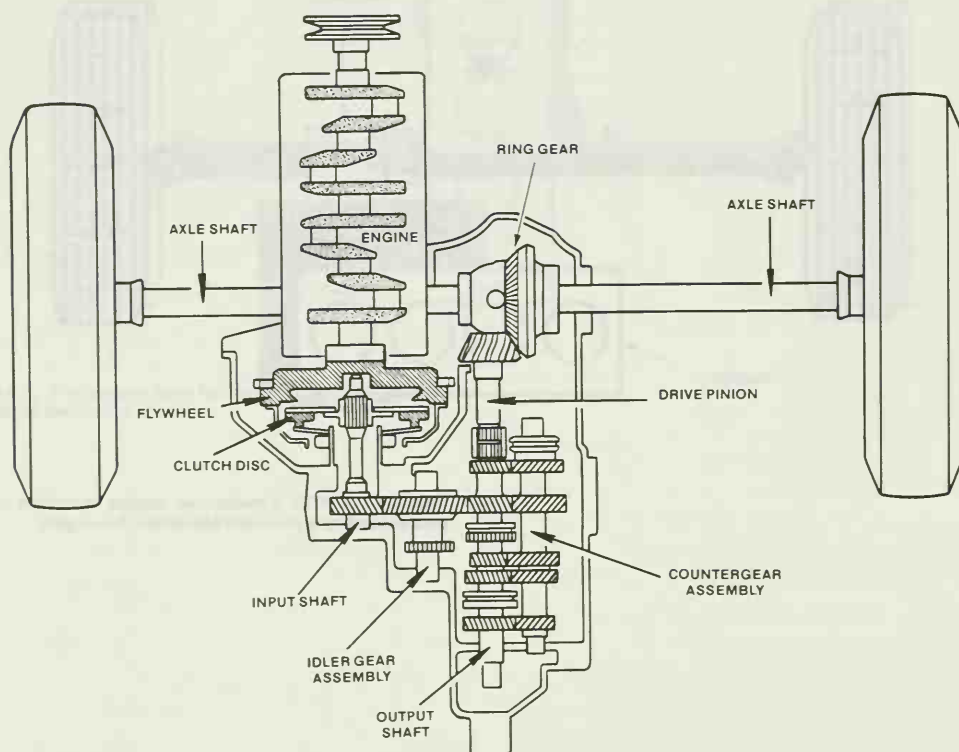 RING GEAR
AXLE SHAFT
AXLE SHAFT
ENGINE
FLYWHEEL
DRIVE PINION
CLUTCH DISC
INPUT SHAFT
COUNTERGEAR
ASSEMBLY
IDLER GEAR
ASSEMBLY
OUTPUT
SHAFT